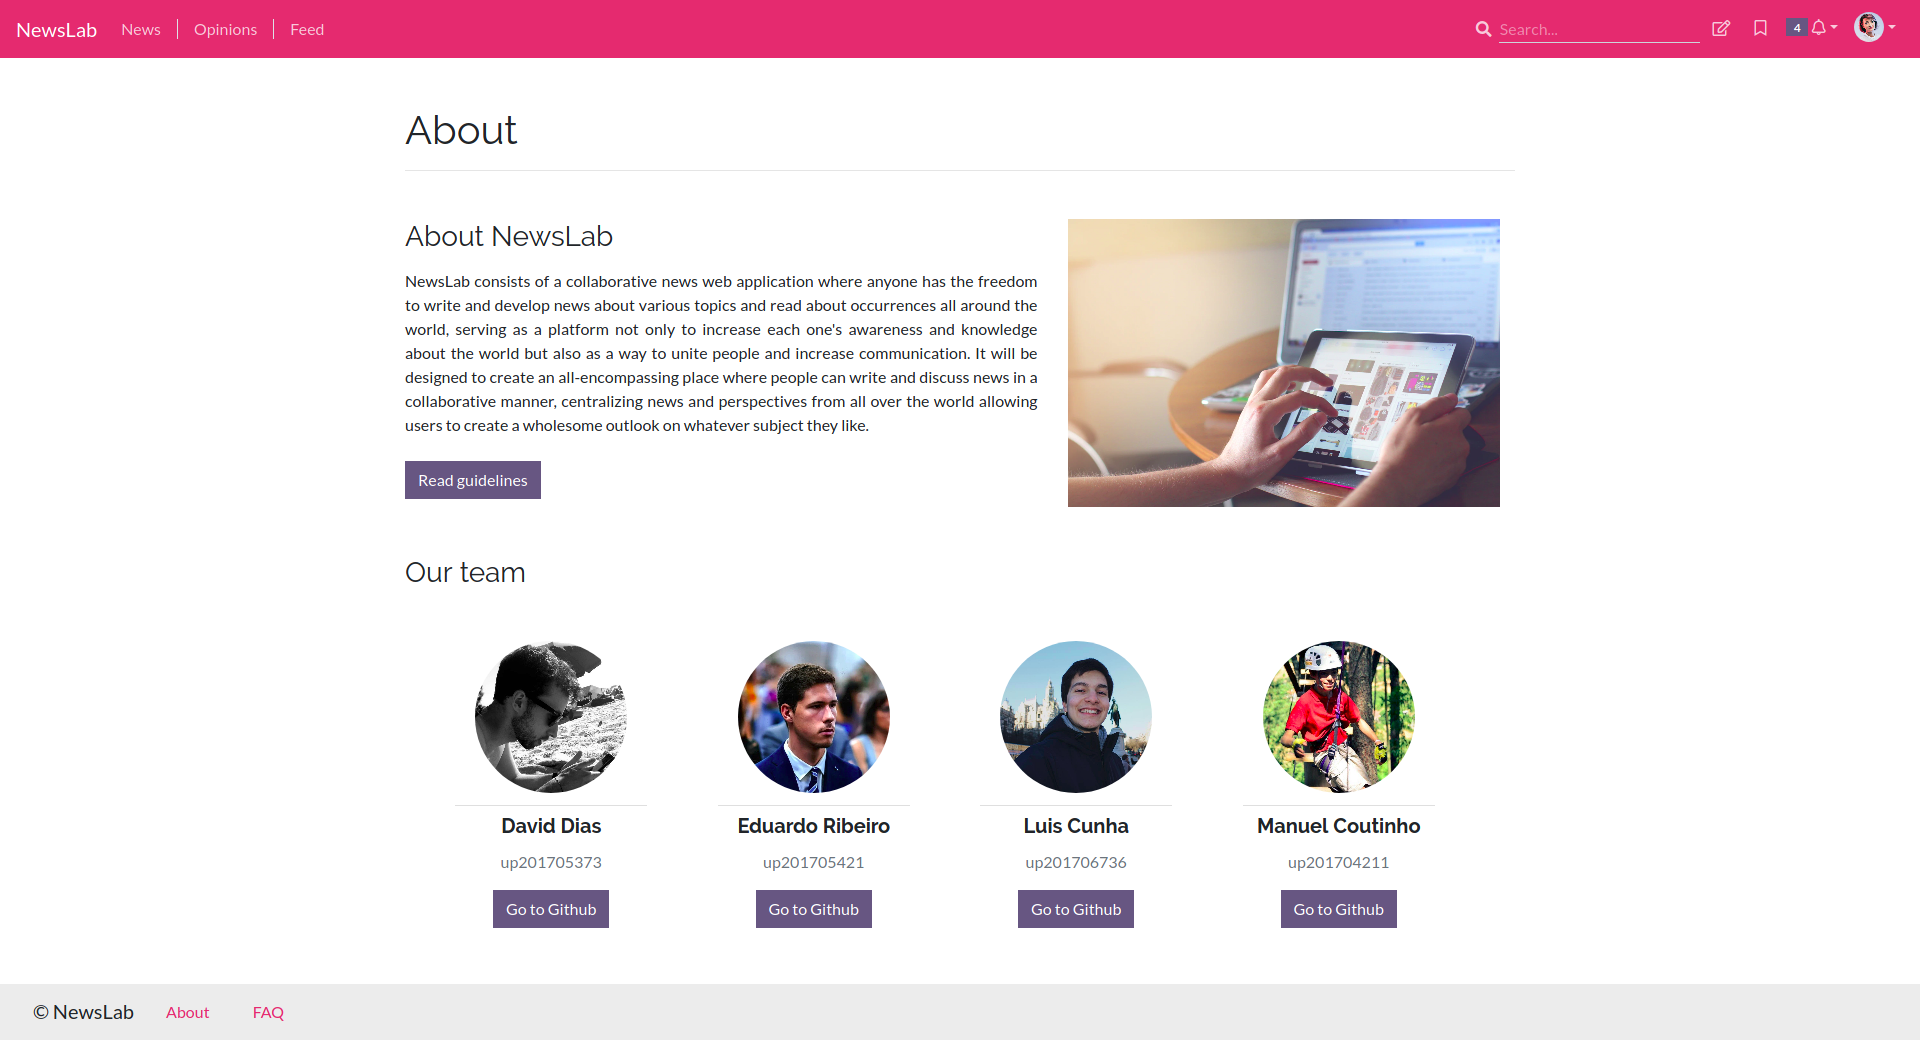 NewsLab News Opinions Feed Search... 4
About
About NewsLab
NewsLab consists of a collaborative news web application where anyone has the freedom
to write and develop news about various topics and read about occurrences all around the
world, serving as a platform not only to increase each one's awareness and knowledge
about the world but also as a way to unite people and increase communication. It will be
designed to create an all-encompassing place where people can write and discuss news in a
collaborative manner, centralizing news and perspectives from all over the world allowing
users to create a wholesome outlook on whatever subject they like.
Read guidelines
Our team
David Dias Eduardo Ribeiro Luis Cunha Manuel Coutinho
up201705373 up201705421 up201706736 up201704211
Go to Github Go to Github Go to Github Go to Github
© NewsLab About FAQ